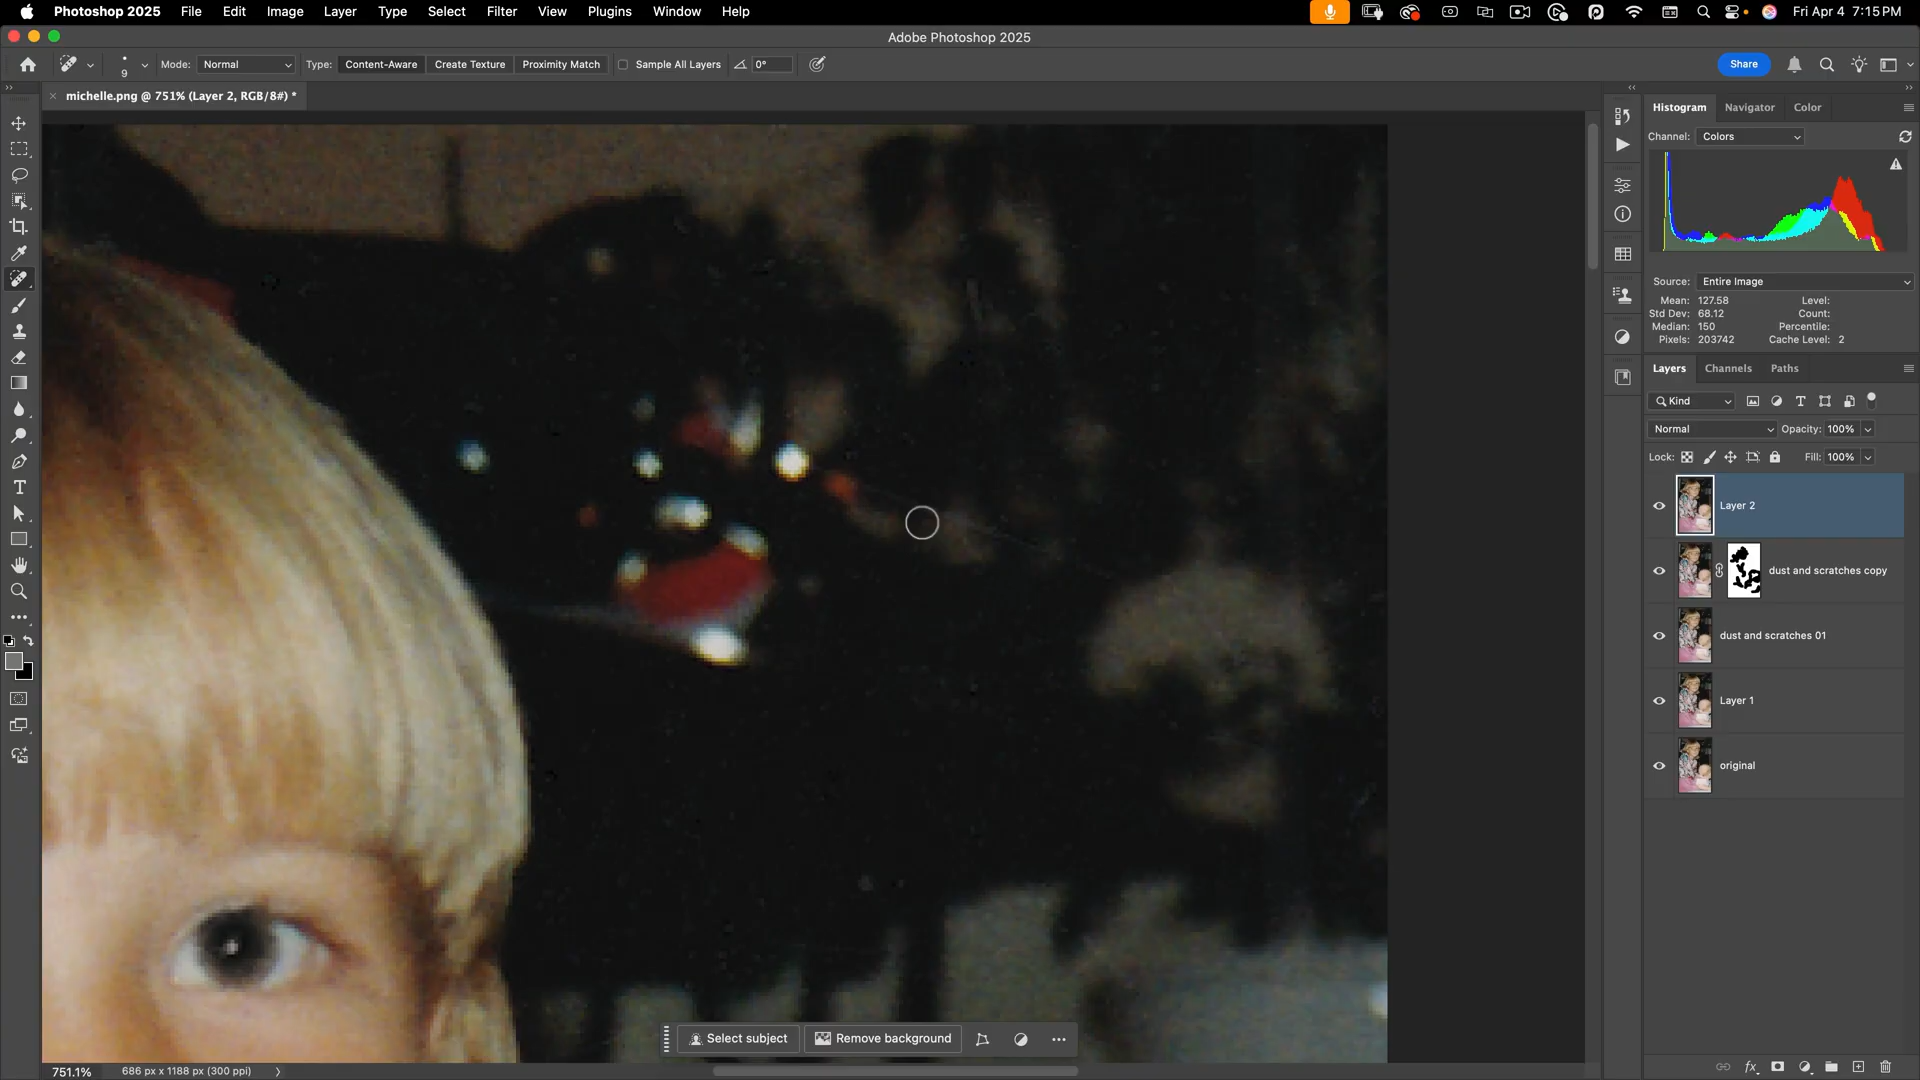 Photoshop 2025 File Edit Image Layer Type Select Filter View Plugins Window Help Fri Apr 4 7:15 PM
Adobe Photoshop 2025
9 Mode: Normal Type: Content-Aware Create Texture Proximity Match Sample All Layers 0° Share
michelle.png @ 751% (Layer 2, RGB/8#) *
Histogram Navigator Color
Channel: Colors
Source: Entire Image
Mean: 127.58 Level:
Std Dev: 68.12 Count:
Median: 150 Percentile:
Pixels: 203742 Cache Level: 2
Layers Channels Paths
Kind
Normal Opacity: 100%
Lock: Fill: 100%
Layer 2
dust and scratches copy
dust and scratches 01
Layer 1
original
Select subject Remove background
751.1% 686 px x 1188 px (300 ppi)